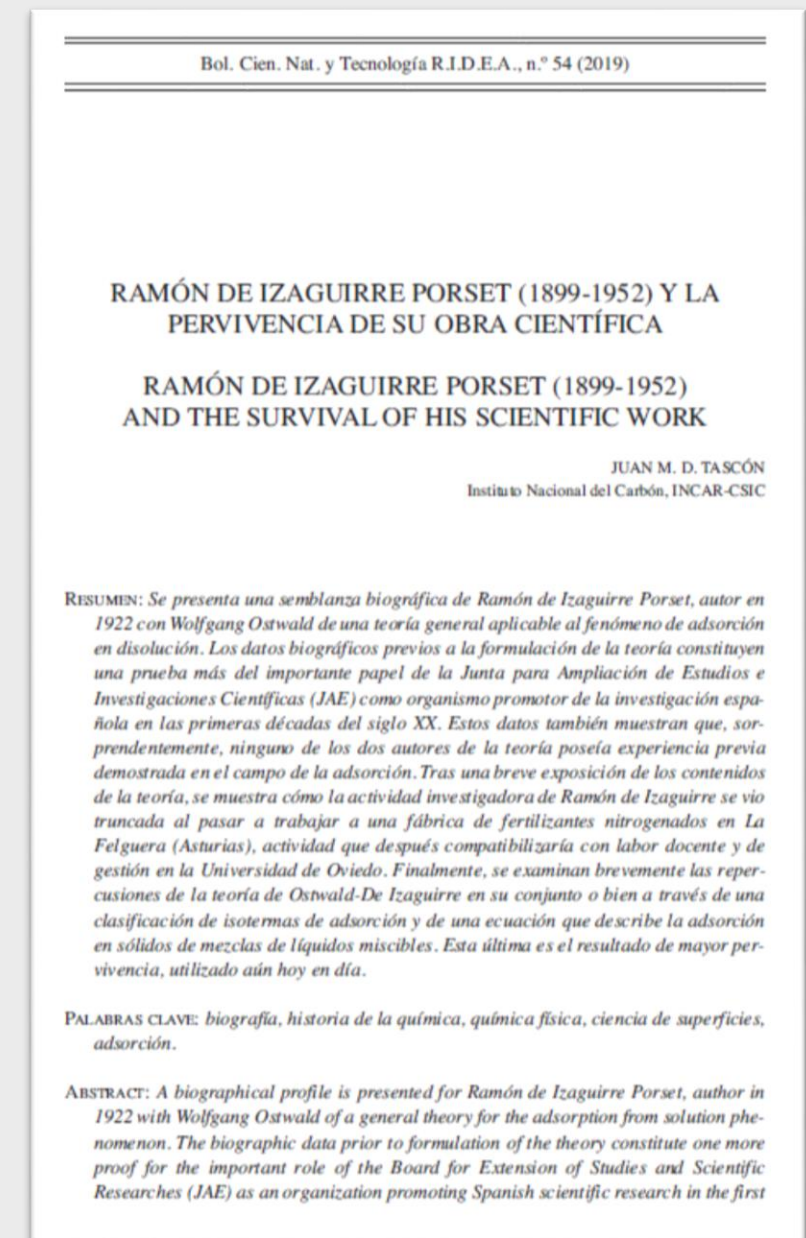 Bol. Cien. Nat. y Tecnología R.I.D.E.A., n.º 54 (2019)
RAMÓN DE IZAGUIRRE PORSET (1899-1952) Y LA
PERVIVENCIA DE SU OBRA CIENTÍFICA
RAMÓN DE IZAGUIRRE PORSET (1899-1952)
AND THE SURVIVAL OF HIS SCIENTIFIC WORK
JUAN M. D. TASCÓN
Instituto Nacional del Carbón, INCAR-CSIC
RESUMEN: Se presenta una semblanza biográfica de Ramón de Izaguirre Porset, autor en
1922 con Wolfgang Ostwald de una teoría general aplicable al fenómeno de adsorción
en disolución. Los datos biográficos previos a la formulación de la teoría constituyen
una prueba más del importante papel de la Junta para Ampliación de Estudios e
Investigaciones Científicas (JAE) como organismo promotor de la investigación espa-
ñola en las primeras décadas del siglo XX. Estos datos también muestran que, sor-
prendentemente, ninguno de los dos autores de la teoría poseía experiencia previa
demostrada en el campo de la adsorción. Tras una breve exposición de los contenidos
de la teoría, se muestra cómo la actividad investigadora de Ramón de Izaguirre se vio
truncada al pasar a trabajar a una fábrica de fertilizantes nitrogenados en La
Felguera (Asturias), actividad que después compatibilizaría con labor docente y de
gestión en la Universidad de Oviedo. Finalmente, se examinan brevemente las reper-
cusiones de la teoría de Ostwald-De Izaguirre en su conjunto o bien a través de una
clasificación de isotermas de adsorción y de una ecuación que describe la adsorción
en sólidos de mezclas de líquidos miscibles. Esta última es el resultado de mayor per-
vivencia, utilizado aún hoy en día.
PALABRAS CLAVE: biografía, historia de la química, química física, ciencia de superficies,
adsorción.
ABSTRACT: A biographical profile is presented for Ramón de Izaguirre Porset, author in
1922 with Wolfgang Ostwald of a general theory for the adsorption from solution phe-
nomenon. The biographic data prior to formulation of the theory constitute one more
proof for the important role of the Board for Extension of Studies and Scientific
Researches (JAE) as an organization promoting Spanish scientific research in the first